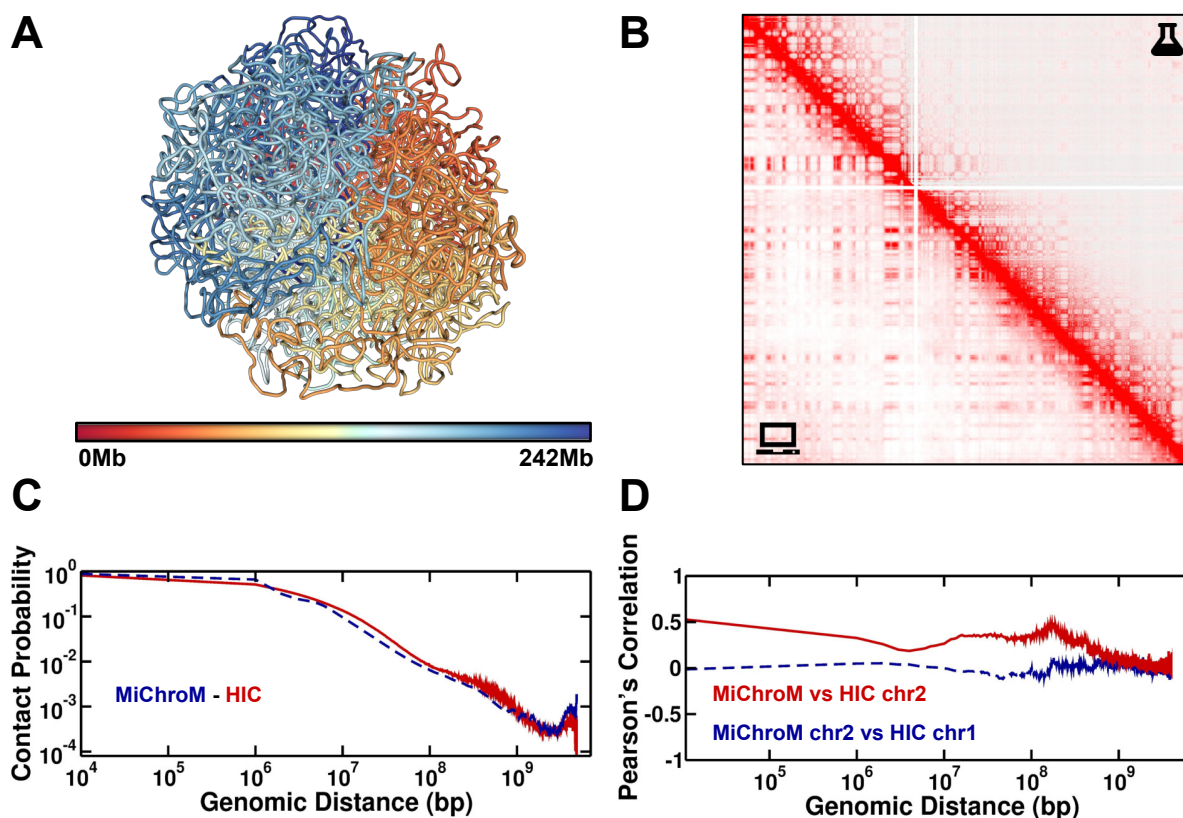 A
B
0Mb
242Mb
C
D
Contact Probability
10^0
10^-1
10^-2
10^-3
10^-4
MiChroM - HIC
10^4
10^5
10^6
10^7
10^8
10^9
Genomic Distance (bp)
Pearson's Correlation
1
0.5
0
-0.5
-1
MiChroM vs HIC chr2
MiChroM chr2 vs HIC chr1
10^5
10^6
10^7
10^8
10^9
Genomic Distance (bp)